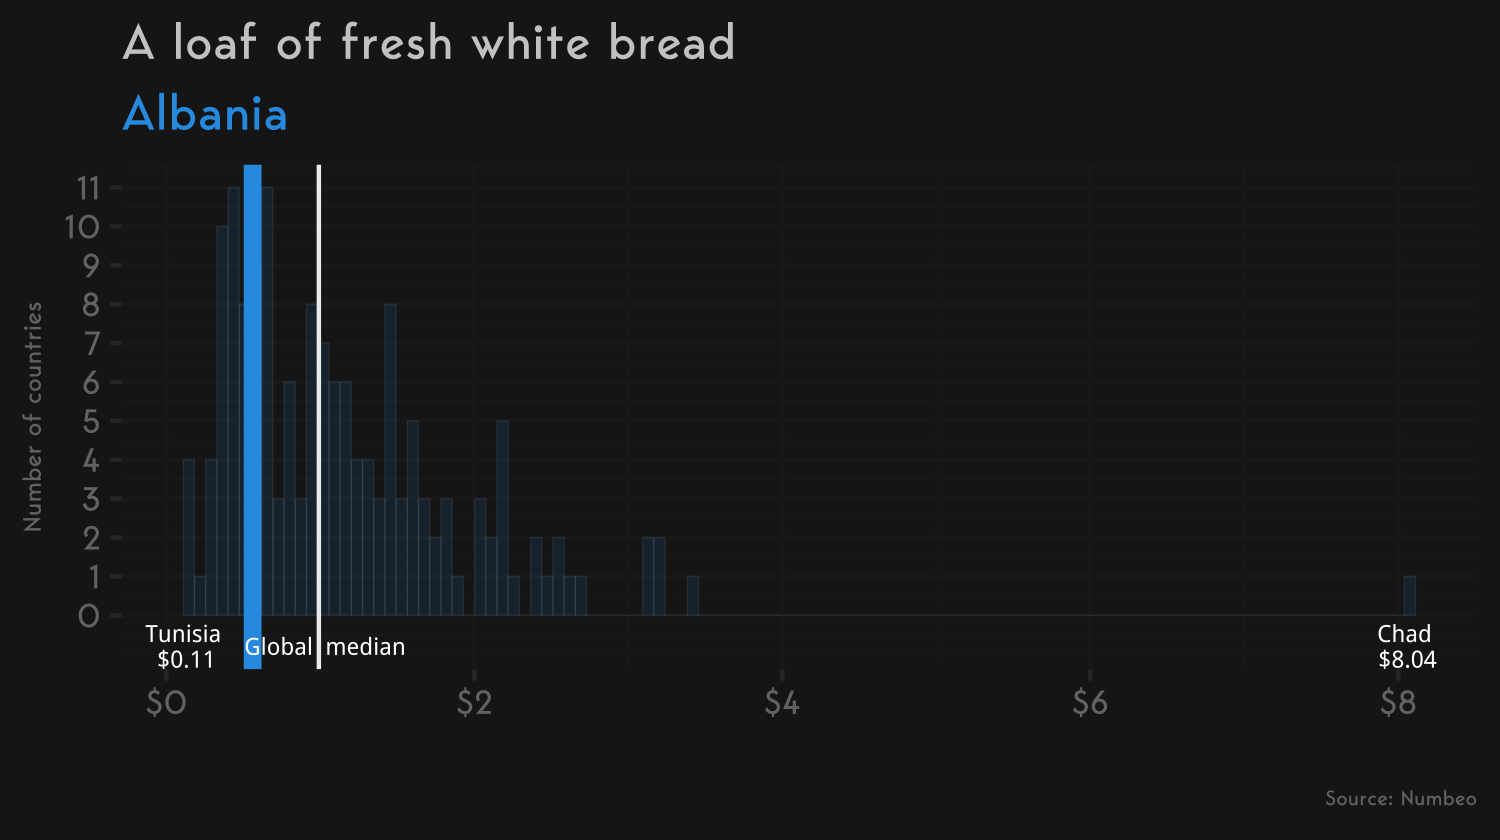 A loaf of fresh white bread
Albania
Number of countries
11
10
9
8
7
6
5
4
3
2
1
0
Tunisia
$0.11
Global median
Chad
$8.04
$0 $2 $4 $6 $8
Source: Numbeo